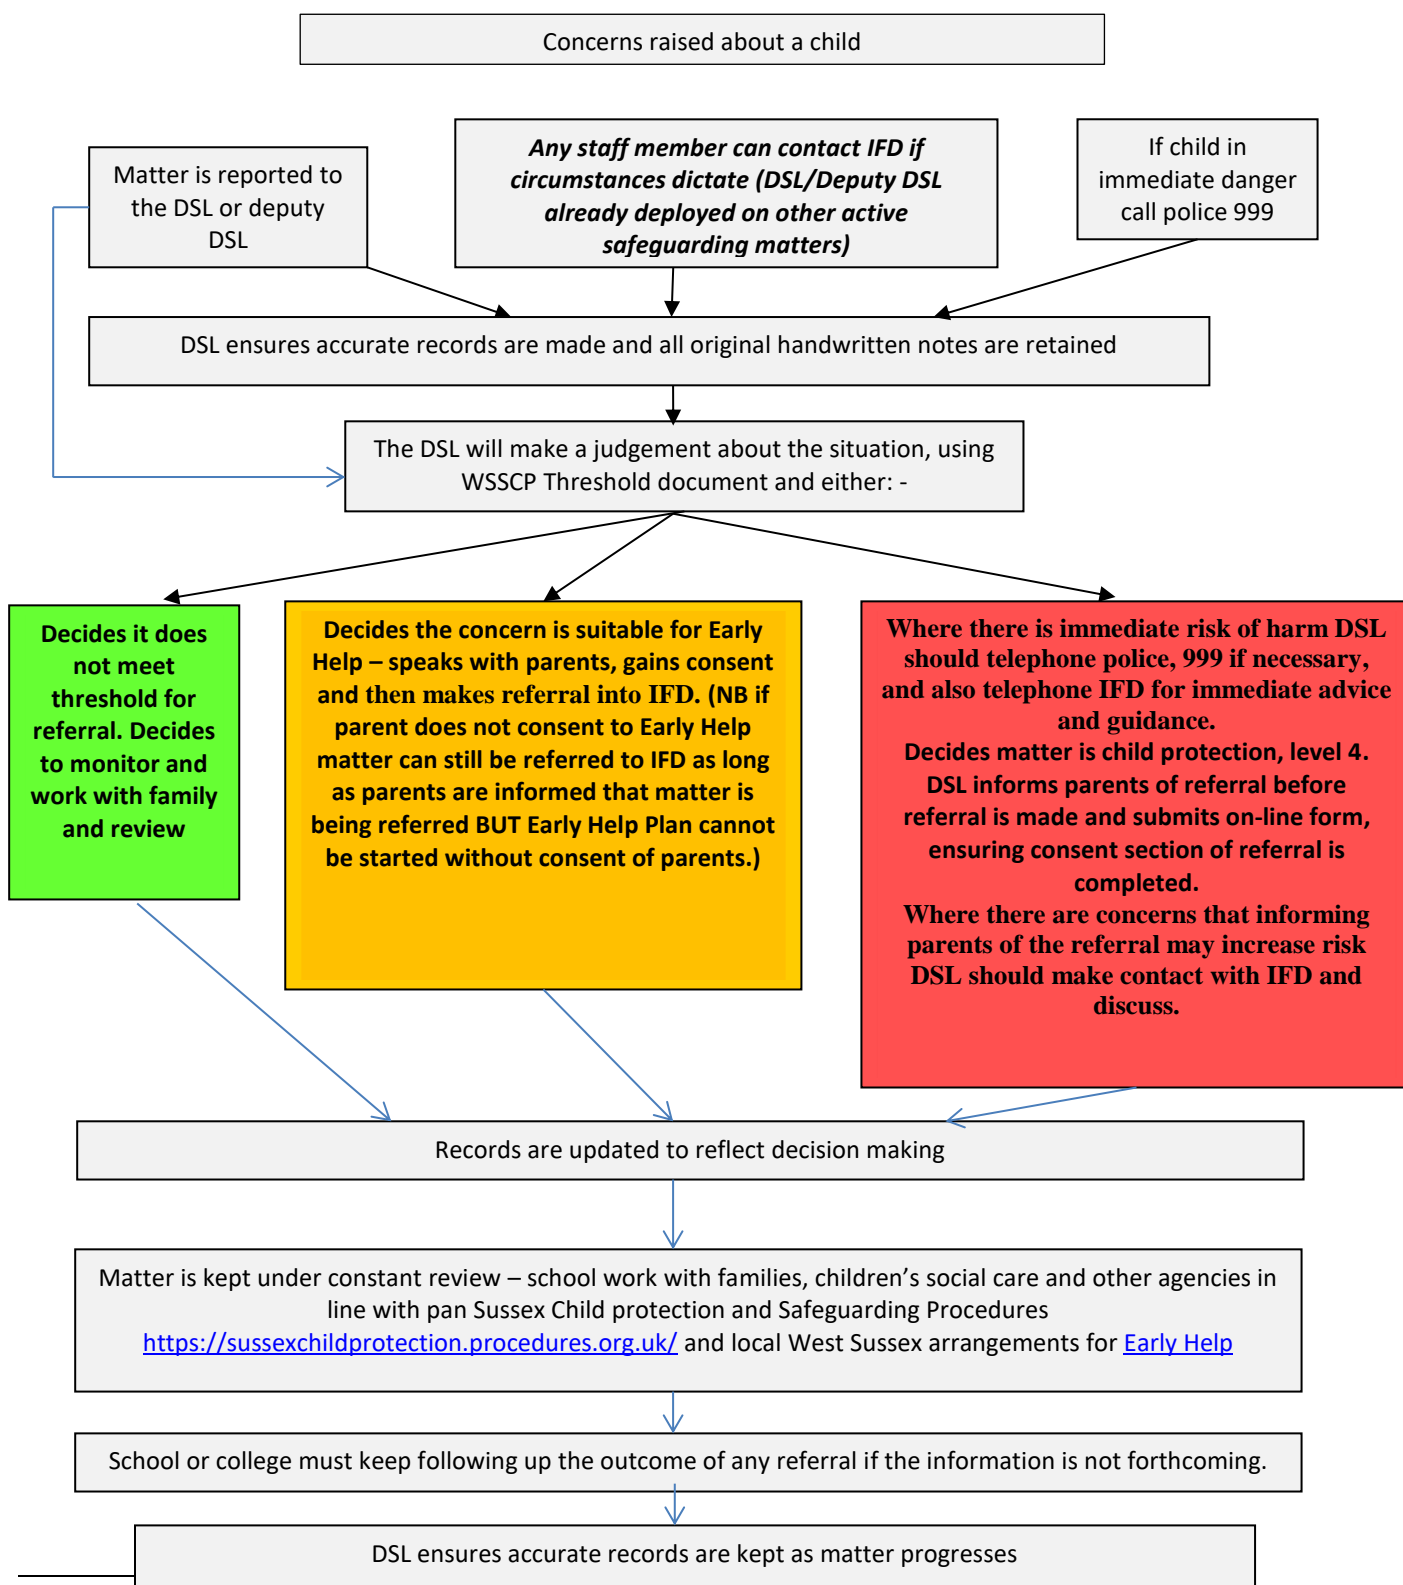 Concerns raised about a child
Matter is reported to
the DSL or deputy
DSL
Any staff member can contact IFD if
circumstances dictate (DSL/Deputy DSL
already deployed on other active
safeguarding matters)
If child in
immediate danger
call police 999
DSL ensures accurate records are made and all original handwritten notes are retained
The DSL will make a judgement about the situation, using
WSSCP Threshold document and either: -
Decides it does
not meet
threshold for
referral. Decides
to monitor and
work with family
and review
Decides the concern is suitable for Early
Help – speaks with parents, gains consent
and then makes referral into IFD. (NB if
parent does not consent to Early Help
matter can still be referred to IFD as long
as parents are informed that matter is
being referred BUT Early Help Plan cannot
be started without consent of parents.)
Where there is immediate risk of harm DSL
should telephone police, 999 if necessary,
and also telephone IFD for immediate advice
and guidance.
Decides matter is child protection, level 4.
DSL informs parents of referral before
referral is made and submits on-line form,
ensuring consent section of referral is
completed.
Where there are concerns that informing
parents of the referral may increase risk
DSL should make contact with IFD and
discuss.
Records are updated to reflect decision making
Matter is kept under constant review – school work with families, children’s social care and other agencies in
line with pan Sussex Child protection and Safeguarding Procedures
https://sussexchildprotection.procedures.org.uk/ and local West Sussex arrangements for Early Help
School or college must keep following up the outcome of any referral if the information is not forthcoming.
DSL ensures accurate records are kept as matter progresses